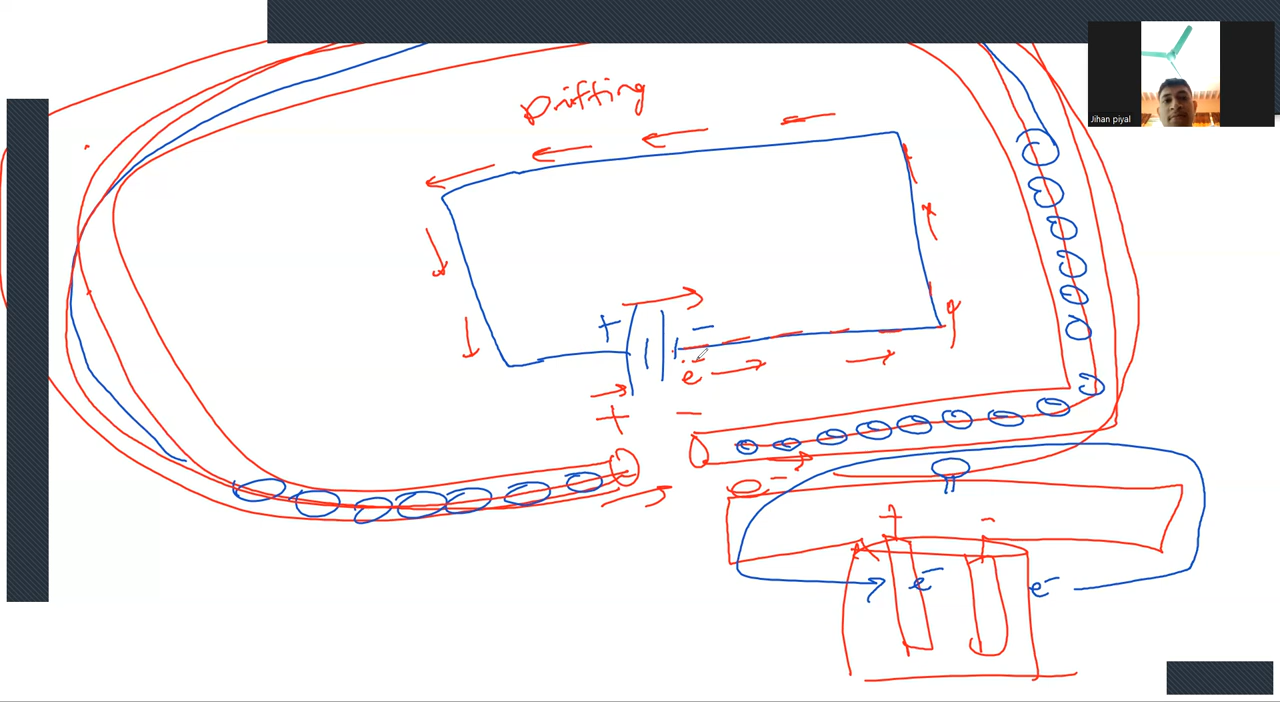 Jihan piyal
Drifting
+ -
e
+ -
e-
+ -
e- e-